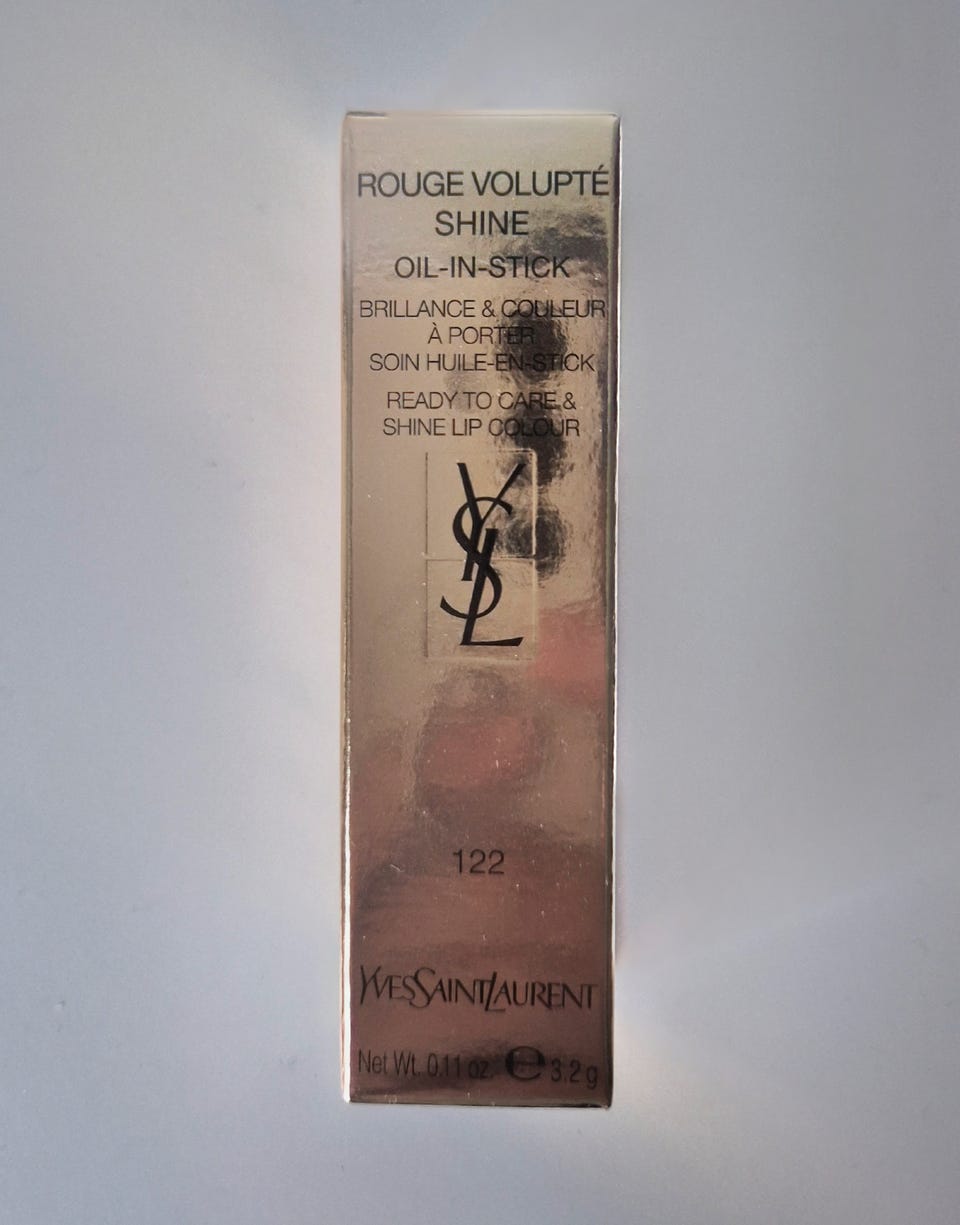 ROUGE VOLUPTÉ
SHINE
OIL-IN-STICK
BRILLANCE & COULEUR
À PORTER
SOIN HUILE-EN-STICK
READY TO CARE &
SHINE LIP COLOUR
YSL
122
YVESSAINTLAURENT
Net Wt. 0.11 oz. ℮ 3.2 g